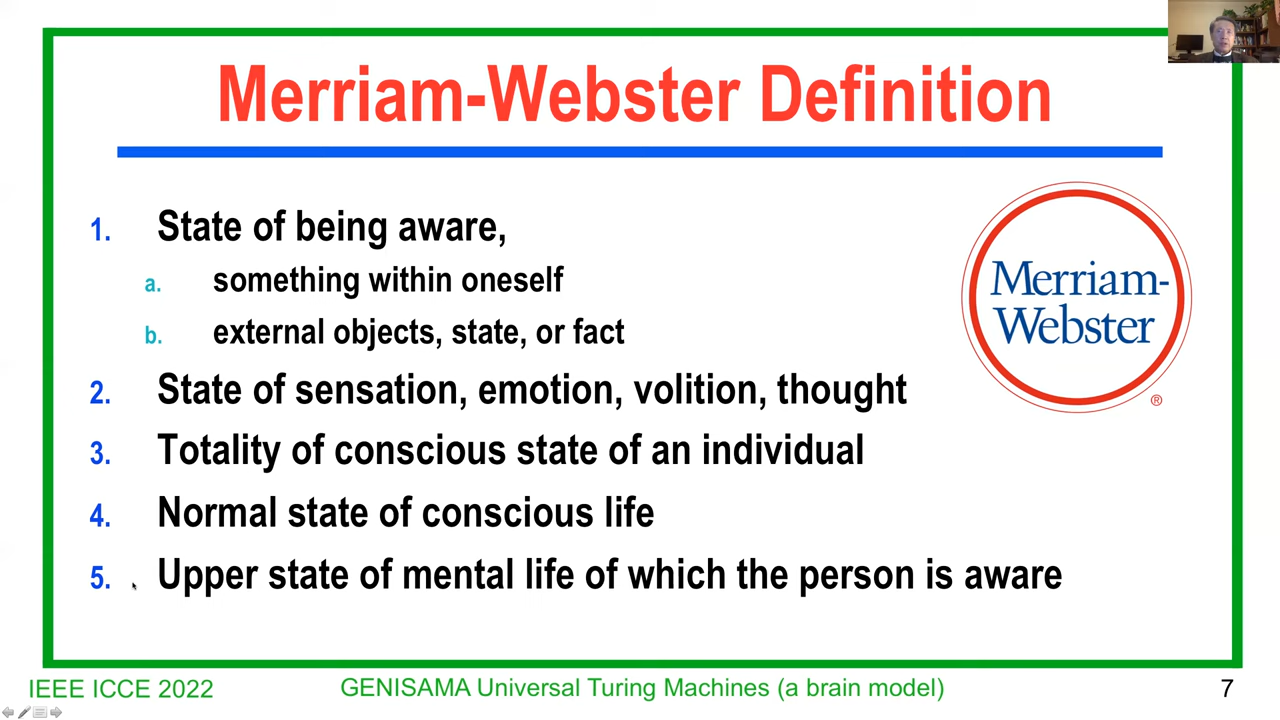 Merriam-Webster Definition
1. State of being aware,
a. something within oneself
b. external objects, state, or fact
2. State of sensation, emotion, volition, thought
3. Totality of conscious state of an individual
4. Normal state of conscious life
5. Upper state of mental life of which the person is aware
Merriam-
Webster
®
IEEE ICCE 2022
GENISAMA Universal Turing Machines (a brain model)
7